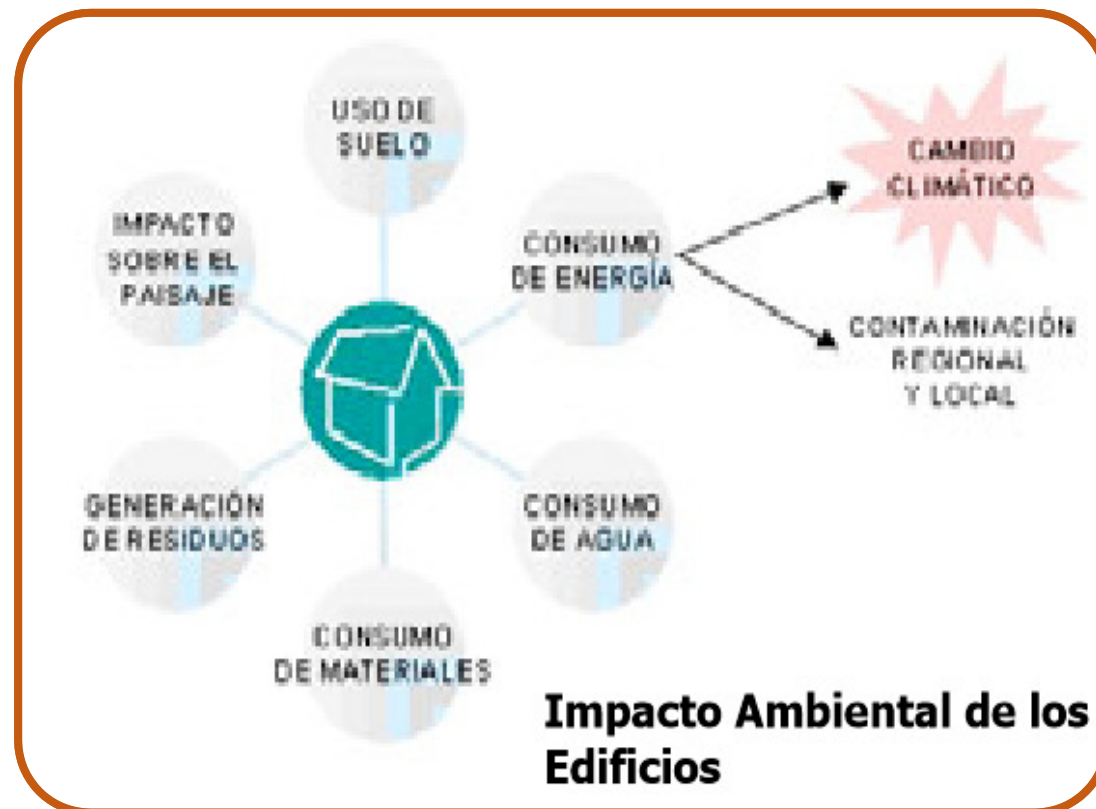 USO DE
SUELO
IMPACTO
SOBRE EL
PAISAJE
CONSUMO
DE ENERGÍA
CAMBIO
CLIMÁTICO
CONTAMINACIÓN
REGIONAL
Y LOCAL
GENERACIÓN
DE RESIDUOS
CONSUMO
DE AGUA
CONSUMO
DE MATERIALES
Impacto Ambiental de los
Edificios